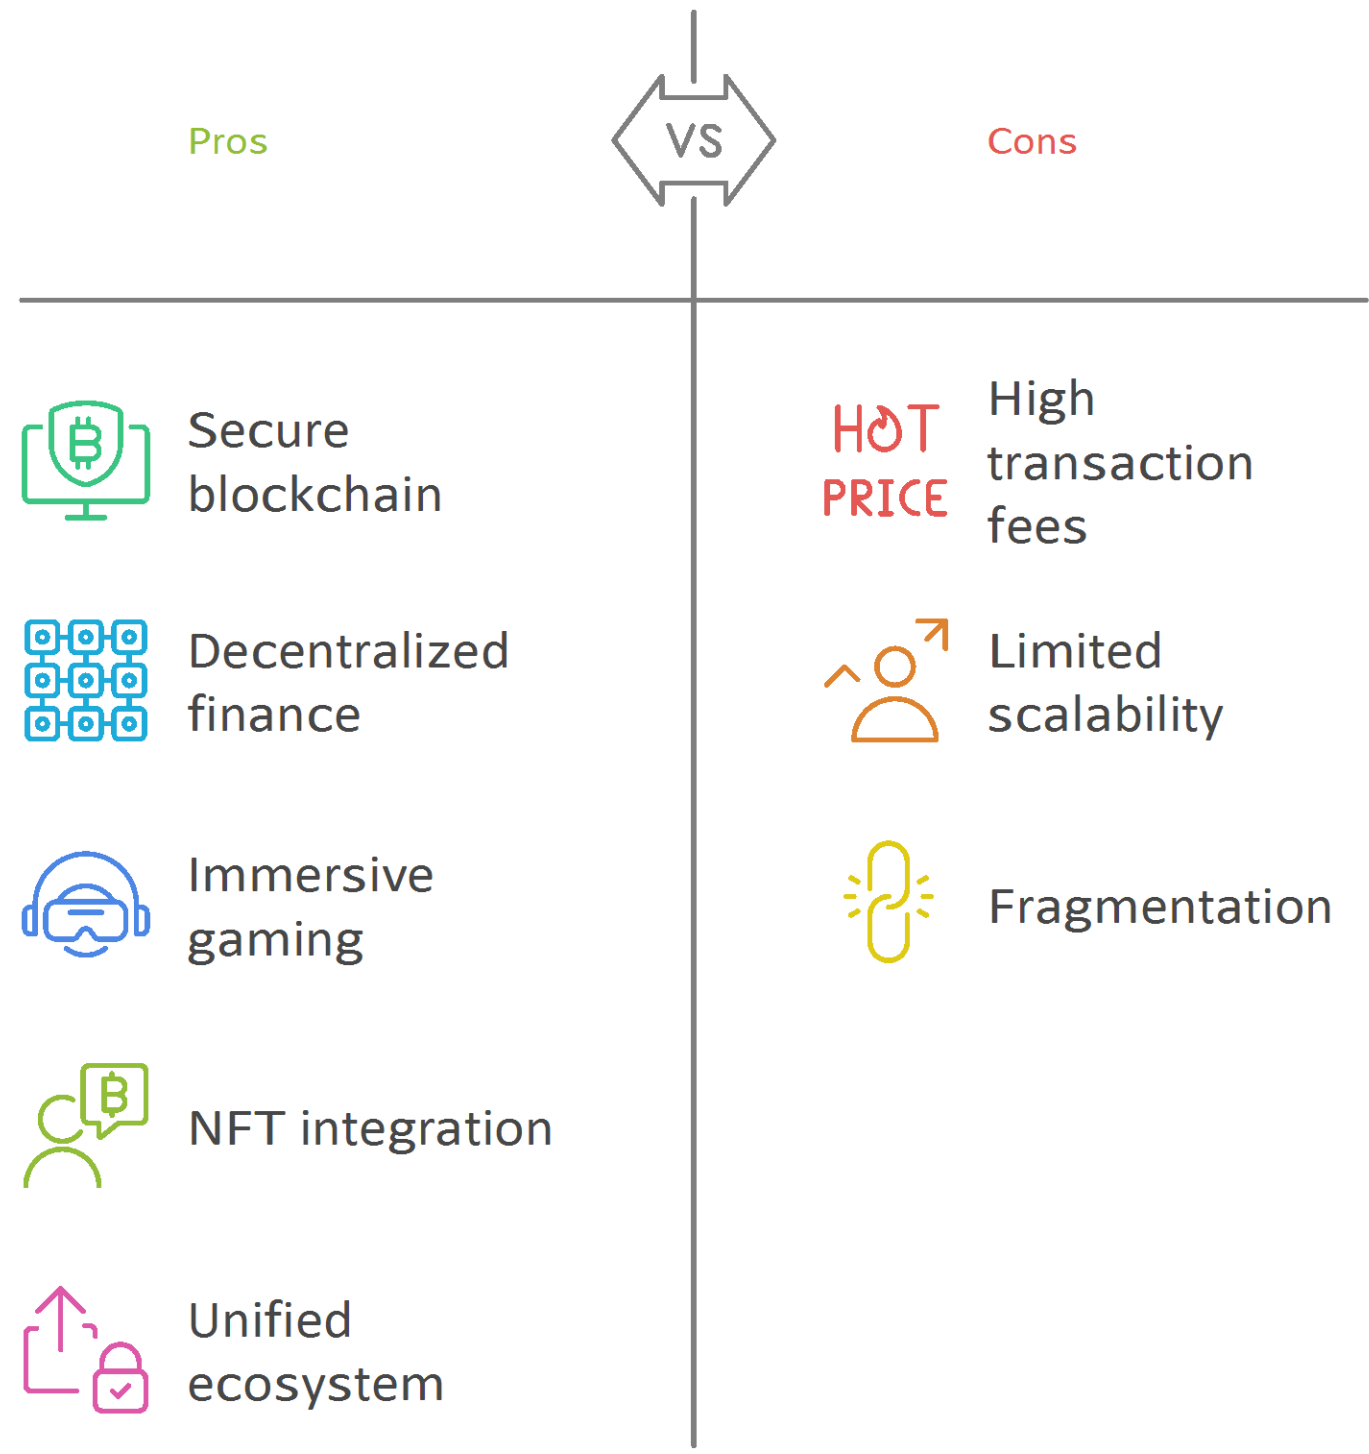 Pros
VS
Cons
Secure
blockchain
Decentralized
finance
Immersive
gaming
NFT integration
Unified
ecosystem
HOT
PRICE
High
transaction
fees
Limited
scalability
Fragmentation